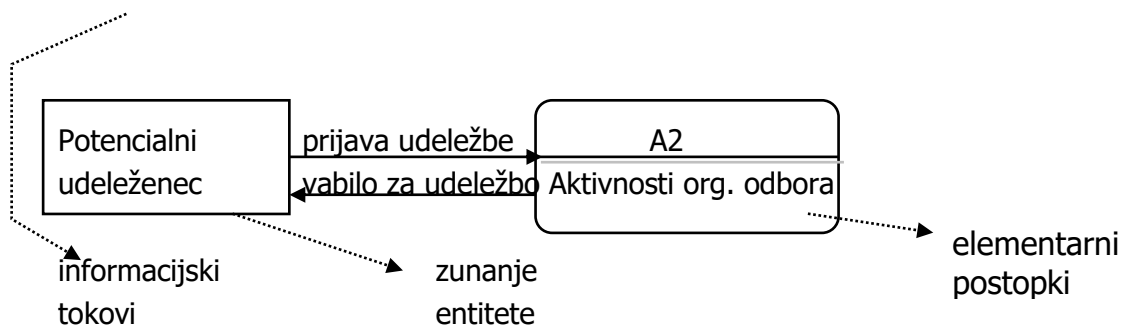 Potencialni
udeleženec
prijava udeležbe
vabilo za udeležbo
A2
Aktivnosti org. odbora
informacijski
tokovi
zunanje
entitete
elementarni
postopki